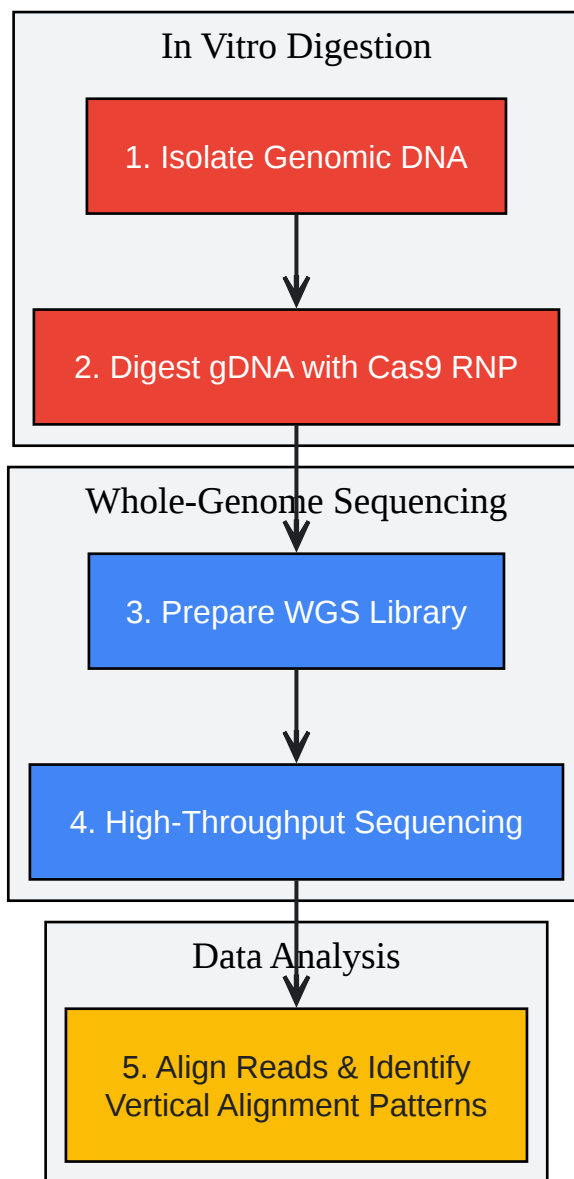 In Vitro Digestion
1. Isolate Genomic DNA
2. Digest gDNA with Cas9 RNP
Whole-Genome Sequencing
3. Prepare WGS Library
4. High-Throughput Sequencing
Data Analysis
5. Align Reads & Identify
Vertical Alignment Patterns